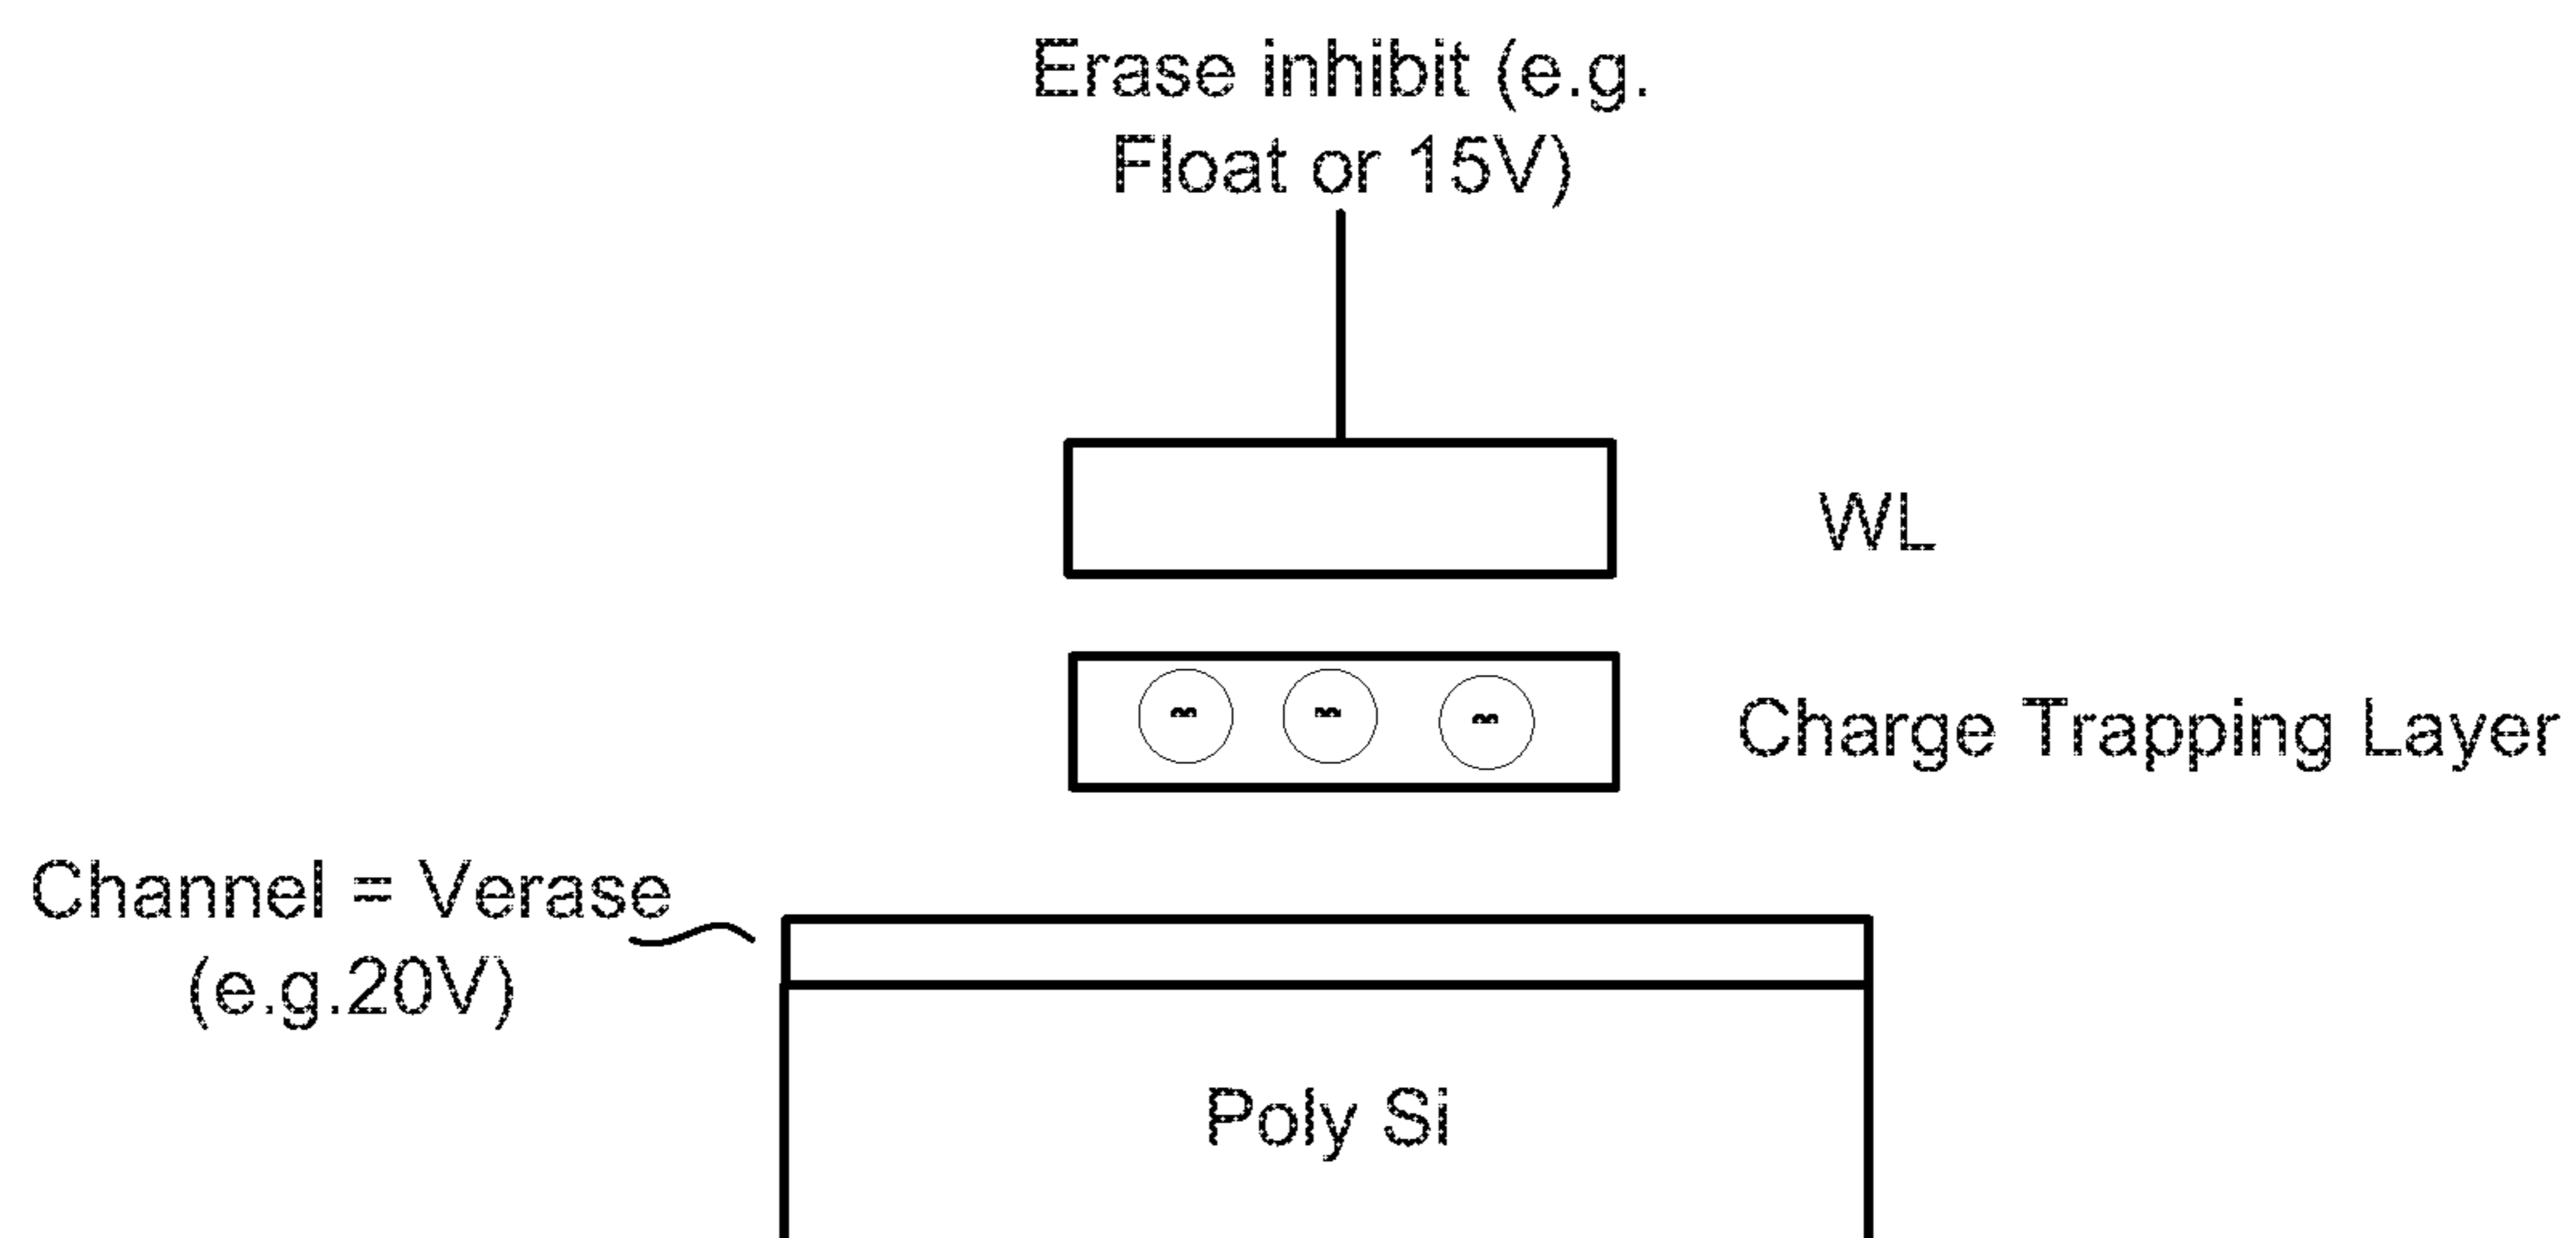 Erase inhibit (e.g.
Float or 15V)
WL
- - -
Charge Trapping Layer
Channel = Verase
(e.g.20V)
Poly Si